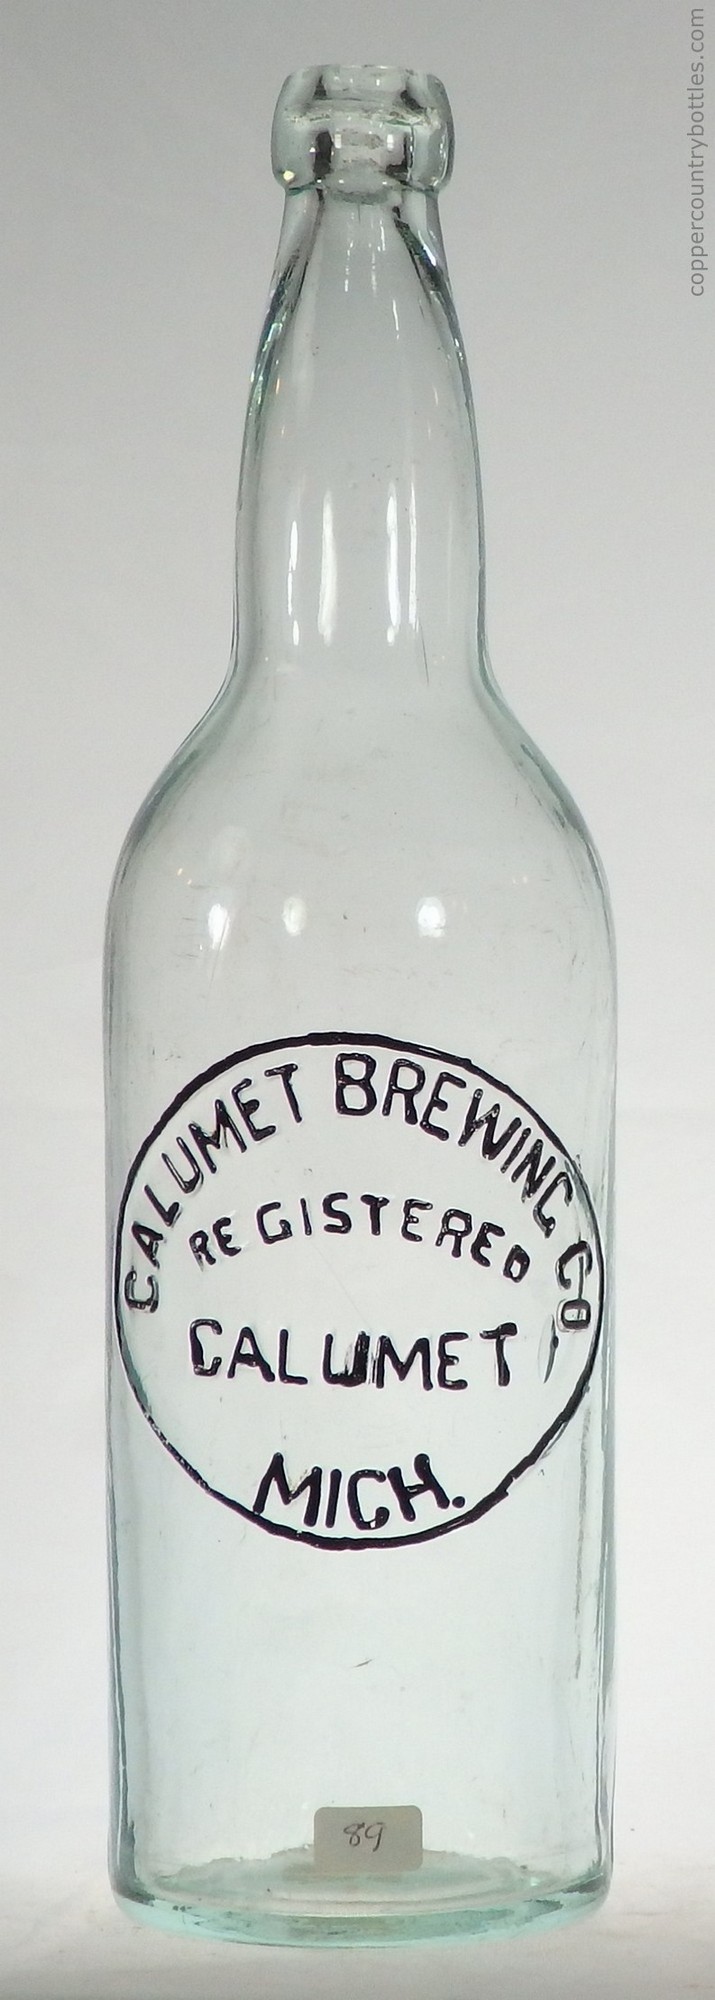 coppercountrybottles.com
CALUMET BREWING CO
REGISTERED
CALUMET
MICH.
89